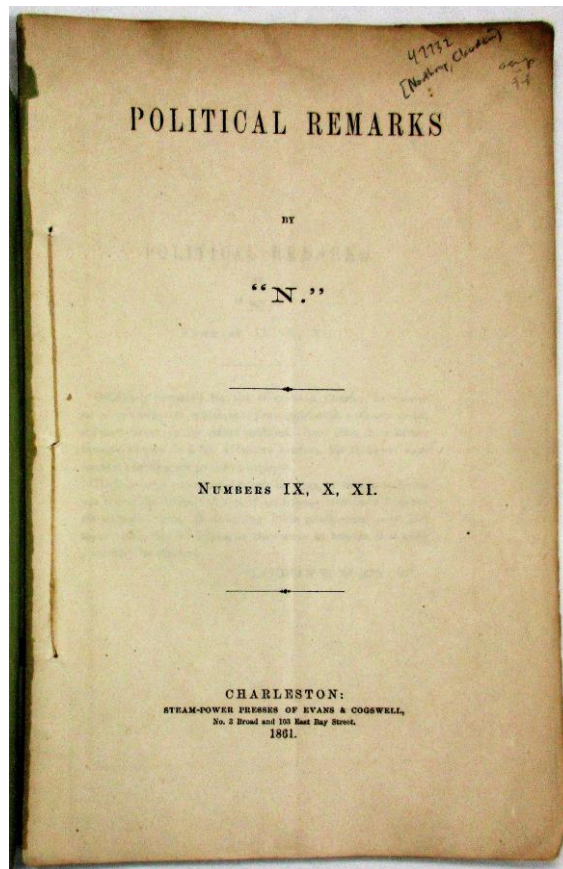 47732
POLITICAL REMARKS
BY
“N.”
NUMBERS IX, X, XI.
CHARLESTON:
STEAM-POWER PRESSES OF EVANS & COGSWELL,
No. 3 Broad and 103 East Bay Street.
1861.